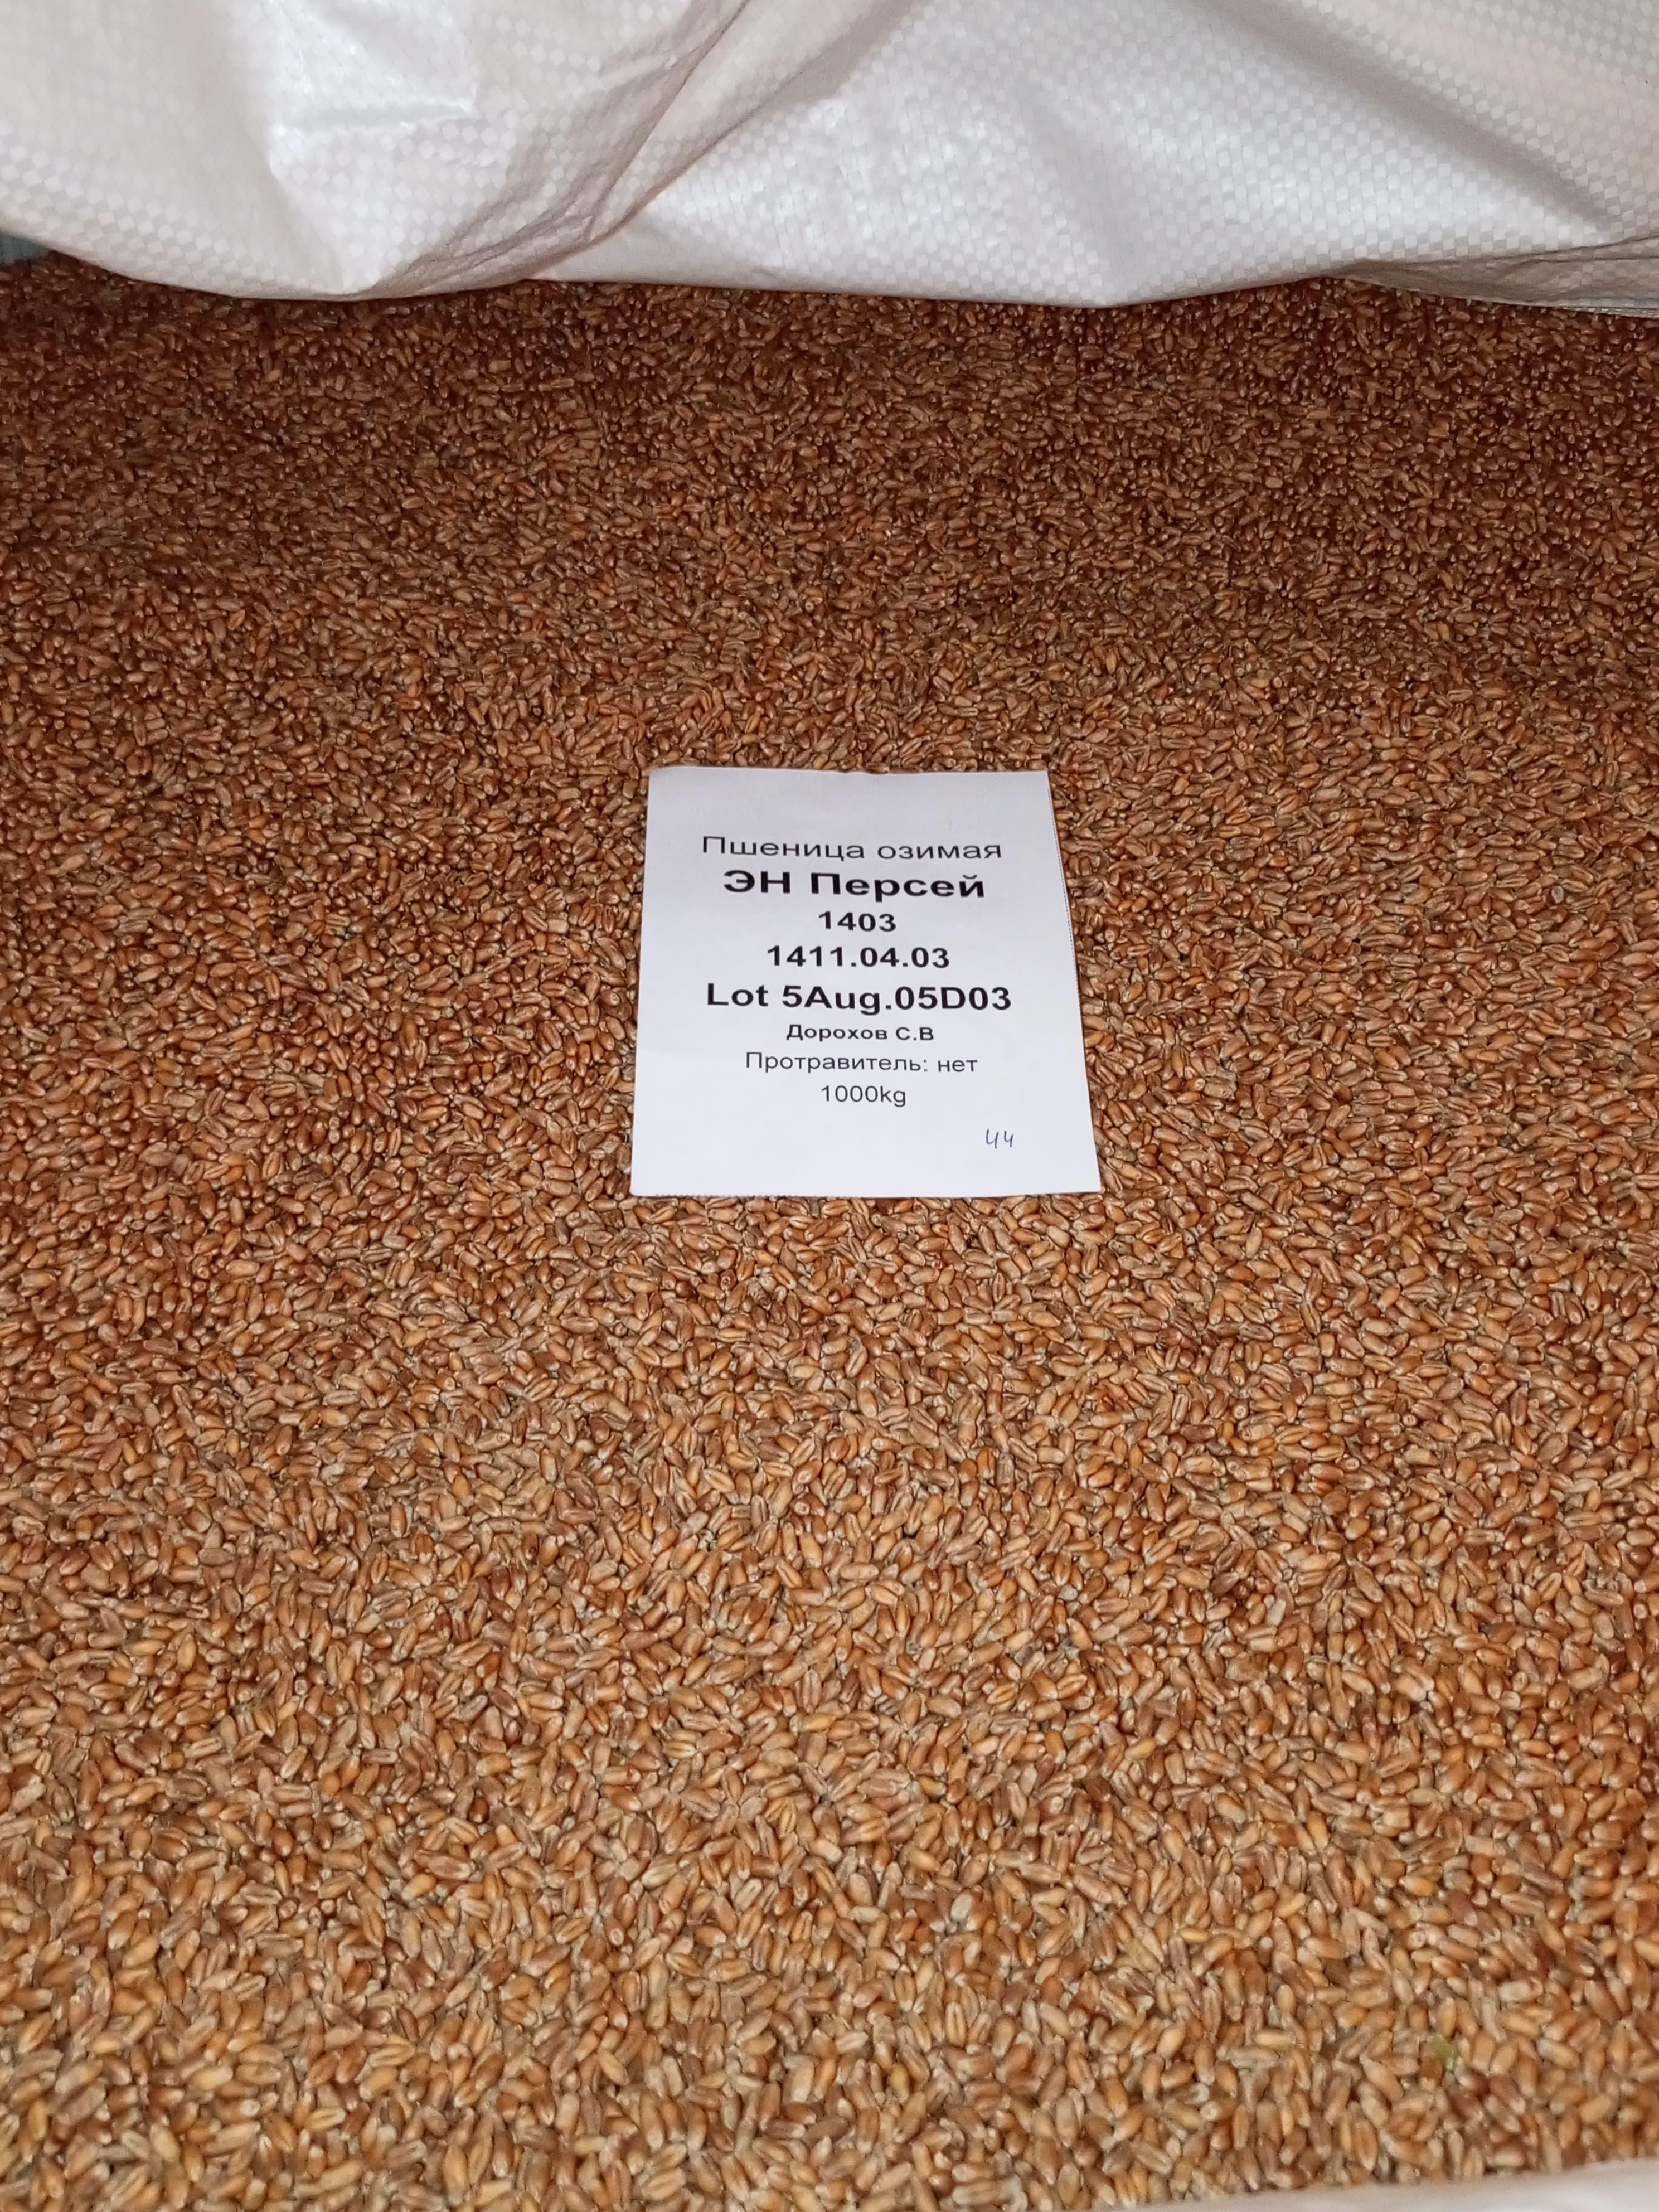 Пшеница озимая
ЭН Персей
1403
1411.04.03
Lot 5Aug.05D03
Дорохов С.В
Протравитель: нет
1000kg
44